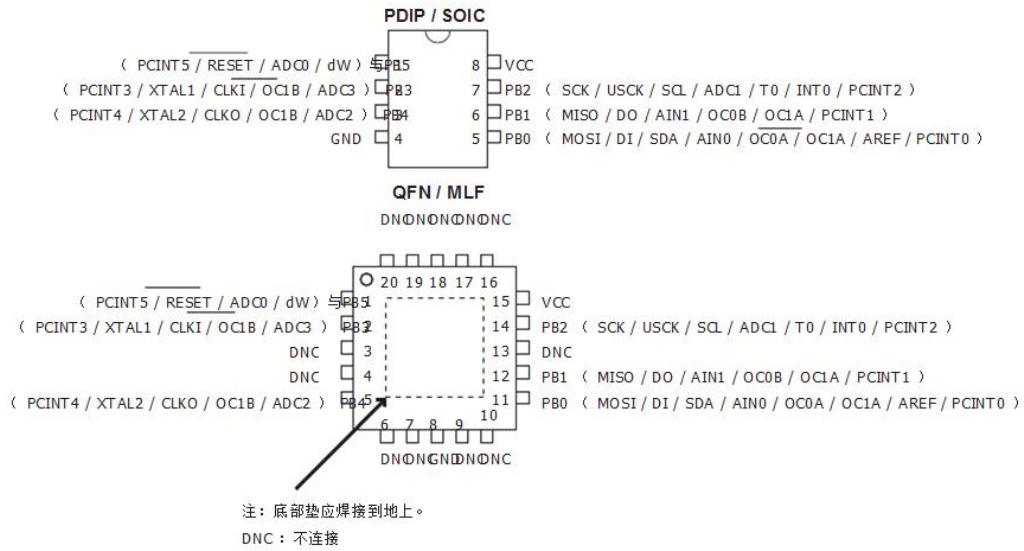 PDIP / SOIC
( PCINT5 / RESET / ADC0 / dW ) 与PB5 1 8 VCC
( PCINT3 / XTAL1 / CLKI / OC1B / ADC3 ) PB3 2 7 PB2 ( SCK / USCK / SCL / ADC1 / T0 / INT0 / PCINT2 )
( PCINT4 / XTAL2 / CLKO / OC1B / ADC2 ) PB4 3 6 PB1 ( MISO / DO / AIN1 / OC0B / OC1A / PCINT1 )
GND 4 5 PB0 ( MOSI / DI / SDA / AIN0 / OC0A / OC1A / AREF / PCINT0 )
QFN / MLF
DNC DNC DNC DNC DNC
20 19 18 17 16
( PCINT5 / RESET / ADC0 / dW ) 与PB5 1 15 VCC
( PCINT3 / XTAL1 / CLKI / OC1B / ADC3 ) PB3 2 14 PB2 ( SCK / USCK / SCL / ADC1 / T0 / INT0 / PCINT2 )
DNC 3 13 DNC
DNC 4 12 PB1 ( MISO / DO / AIN1 / OC0B / OC1A / PCINT1 )
( PCINT4 / XTAL2 / CLKO / OC1B / ADC2 ) PB4 5 11 PB0 ( MOSI / DI / SDA / AIN0 / OC0A / OC1A / AREF / PCINT0 )
6 7 8 9 10
DNC DNC GND DNC DNC
注：底部垫应焊接到地上。
DNC：不连接